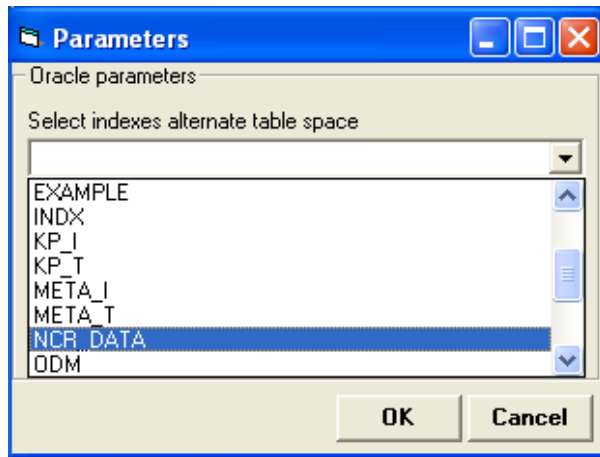 Parameters
Oracle parameters
Select indexes alternate table space
EXAMPLE
INDX
KP_I
KP_T
META_I
META_T
NCR_DATA
ODM
OK Cancel